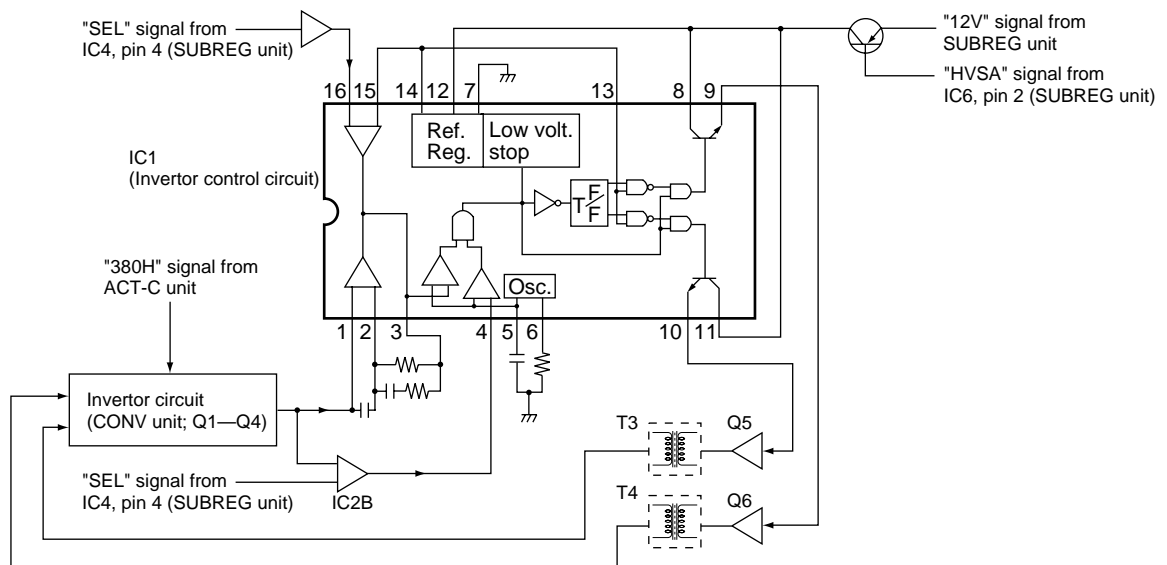 "SEL" signal from
IC4, pin 4 (SUBREG unit)
"12V" signal from
SUBREG unit
"HVSA" signal from
IC6, pin 2 (SUBREG unit)
16 15 14 12 7 13 8 9
IC1
(Invertor control circuit)
Ref.
Reg.
Low volt.
stop
T F/F
Osc.
"380H" signal from
ACT-C unit
1 2 3 4 5 6 10 11
Invertor circuit
(CONV unit; Q1—Q4)
T3 Q5
"SEL" signal from
IC4, pin 4 (SUBREG unit)
IC2B
T4 Q6